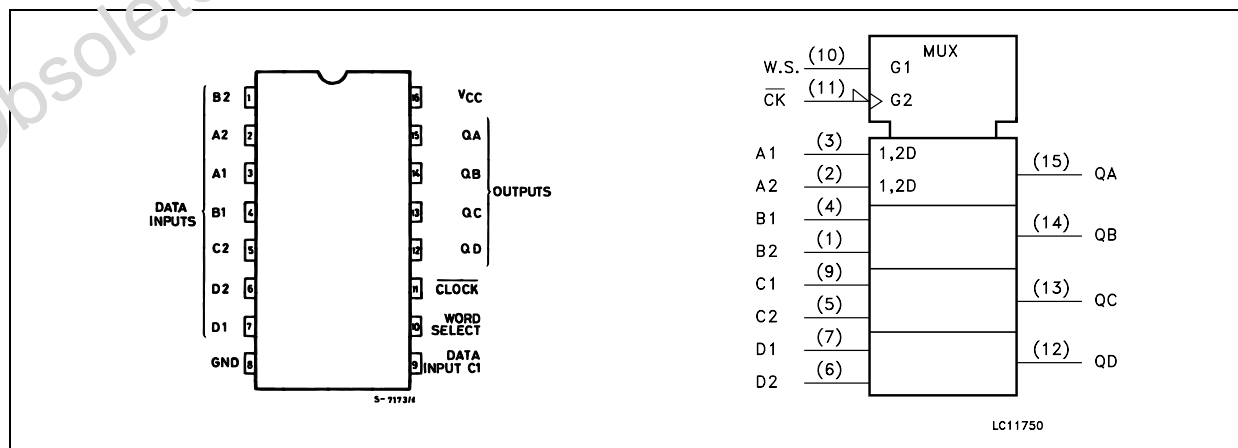 Obsolete
B2 1
A2 2
A1 3
B1 4
C2 5
D2 6
D1 7
GND 8
DATA
INPUTS
16 VCC
15 QA
14 QB
13 QC
12 QD
OUTPUTS
11 CLOCK
10 WORD
SELECT
9 DATA
INPUT C1
S-7173/1
MUX
W.S. (10) G1
CK (11) G2
A1 (3) 1,2D
A2 (2) 1,2D
B1 (4)
B2 (1)
C1 (9)
C2 (5)
D1 (7)
D2 (6)
(15) QA
(14) QB
(13) QC
(12) QD
LC11750